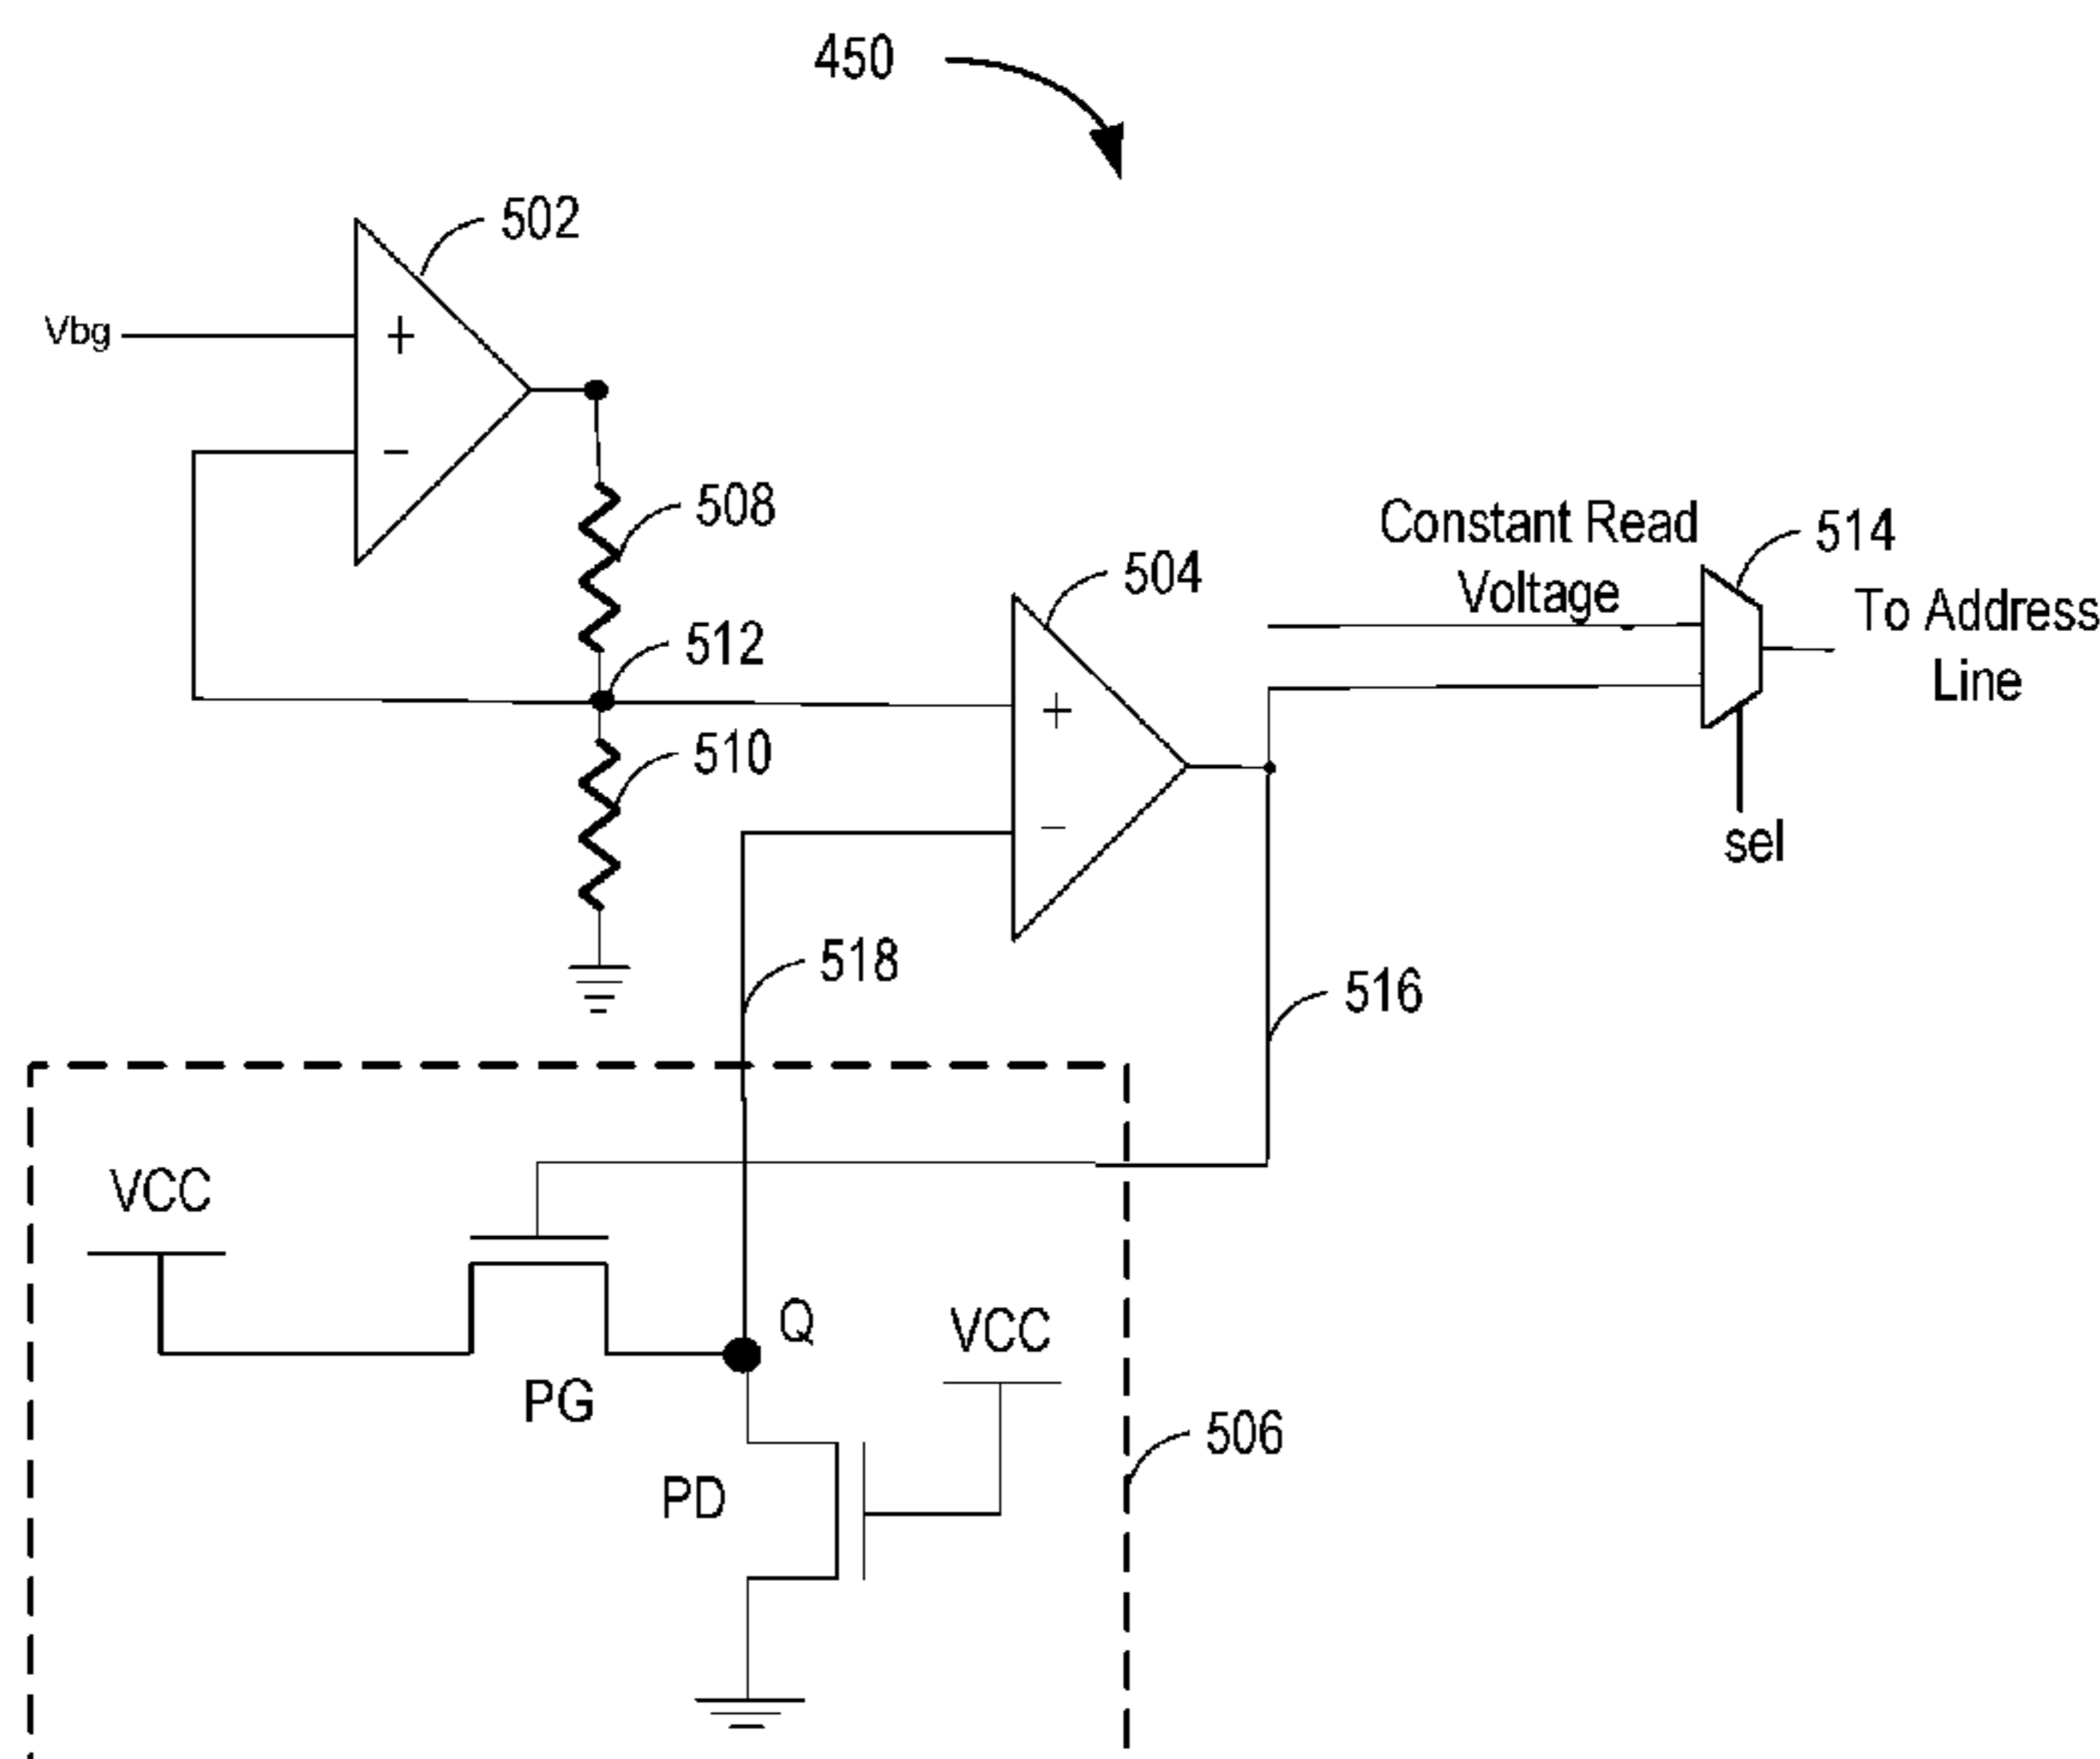 450
502
Vbg
+
−
508
Constant Read
Voltage
514
504
To Address
Line
512
+
510
−
sel
518
516
VCC
Q
VCC
PG
506
PD